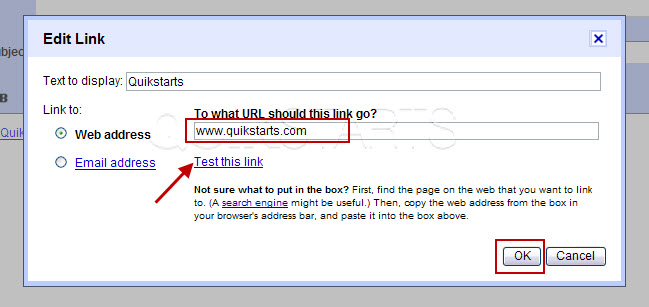 Edit Link
ubjec
Text to display: Quikstarts
Link to:
To what URL should this link go?
QUIKSTARTS
Web address
www.quikstarts.com
B
Quik
Email address
Test this link
Not sure what to put in the box? First, find the page on the web that you want to link
to. (A search engine might be useful.) Then, copy the web address from the box in
your browser's address bar, and paste it into the box above.
OK
Cancel